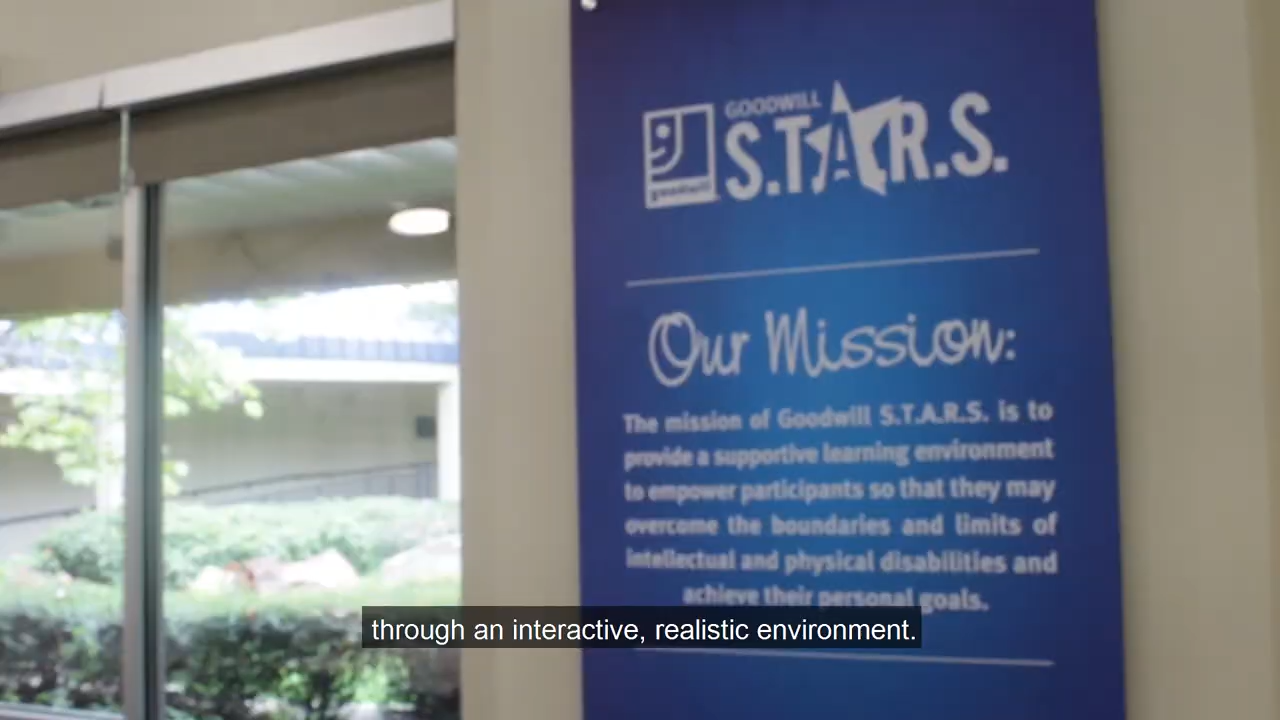 GOODWILL
S.T.A.R.S.
goodwill
Our Mission:
The mission of Goodwill S.T.A.R.S. is to
provide a supportive learning environment
to empower participants so that they may
overcome the boundaries and limits of
intellectual and physical disabilities and
achieve their personal goals.
through an interactive, realistic environment.